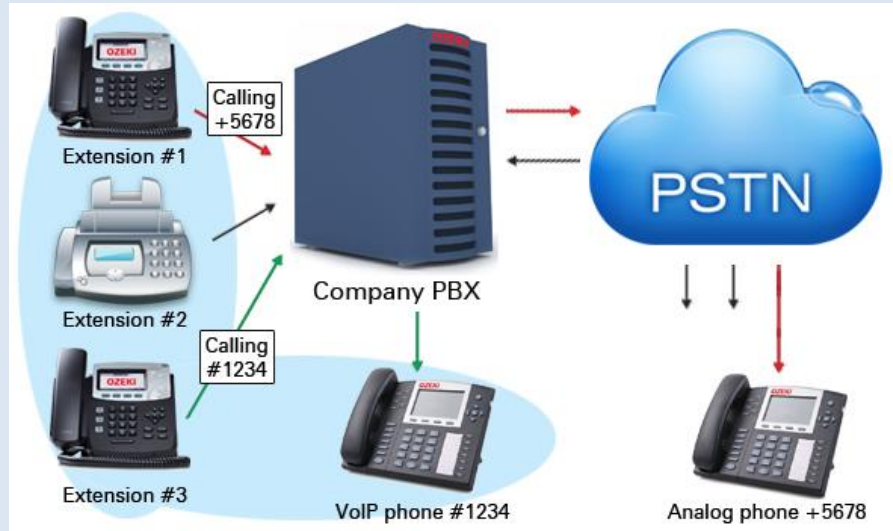 OZEKI
Calling
+5678
Extension #1
Extension #2
Calling
#1234
OZEKI
Extension #3
OZEKI
Company PBX
OZEKI
VoIP phone #1234
PSTN
OZEKI
Analog phone +5678